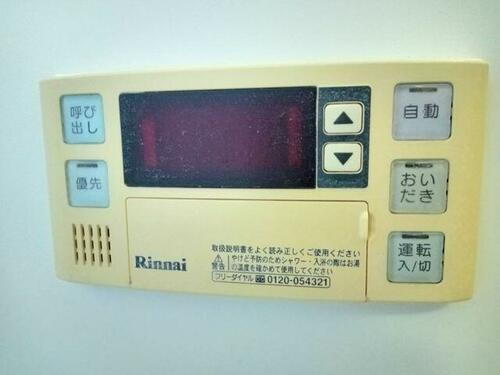 呼び
出し
優先
▲
▼
自動
おい
だき
運転
入/切
Rinnai
取扱説明書をよく読み正しくご使用ください
警告 やけど予防のためシャワー・入浴の際はお湯
の温度を確かめて使用してください
フリーダイヤル 0120-054321